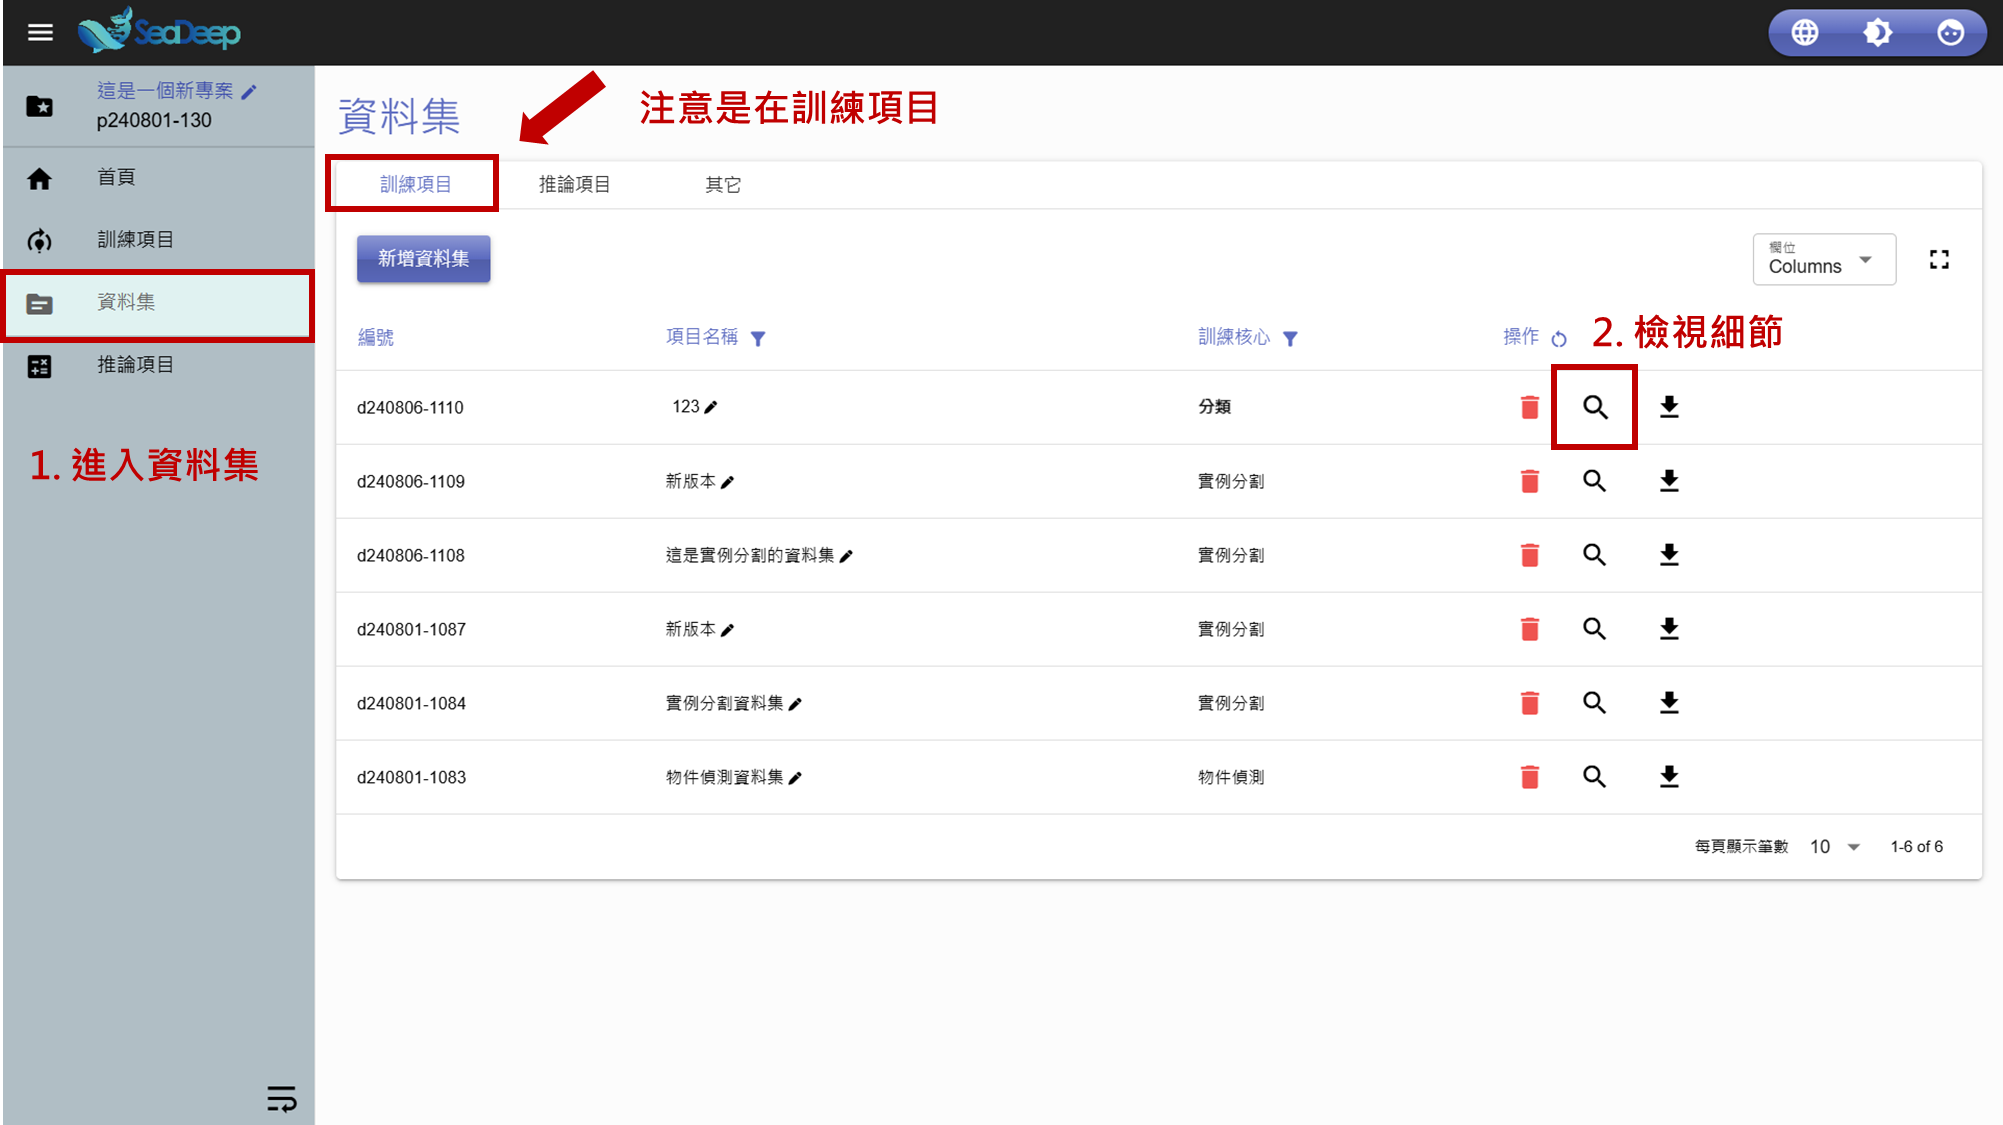 SeaDeep
這是一個新專案
p240801-130
首頁
訓練項目
資料集
推論項目
1. 進入資料集
資料集
注意是在訓練項目
訓練項目 推論項目 其它
新增資料集
欄位
Columns
編號 項目名稱 訓練核心 操作
2. 檢視細節
d240806-1110 123 分類
d240806-1109 新版本 實例分割
d240806-1108 這是實例分割的資料集 實例分割
d240801-1087 新版本 實例分割
d240801-1084 實例分割資料集 實例分割
d240801-1083 物件偵測資料集 物件偵測
每頁顯示筆數 10 1-6 of 6